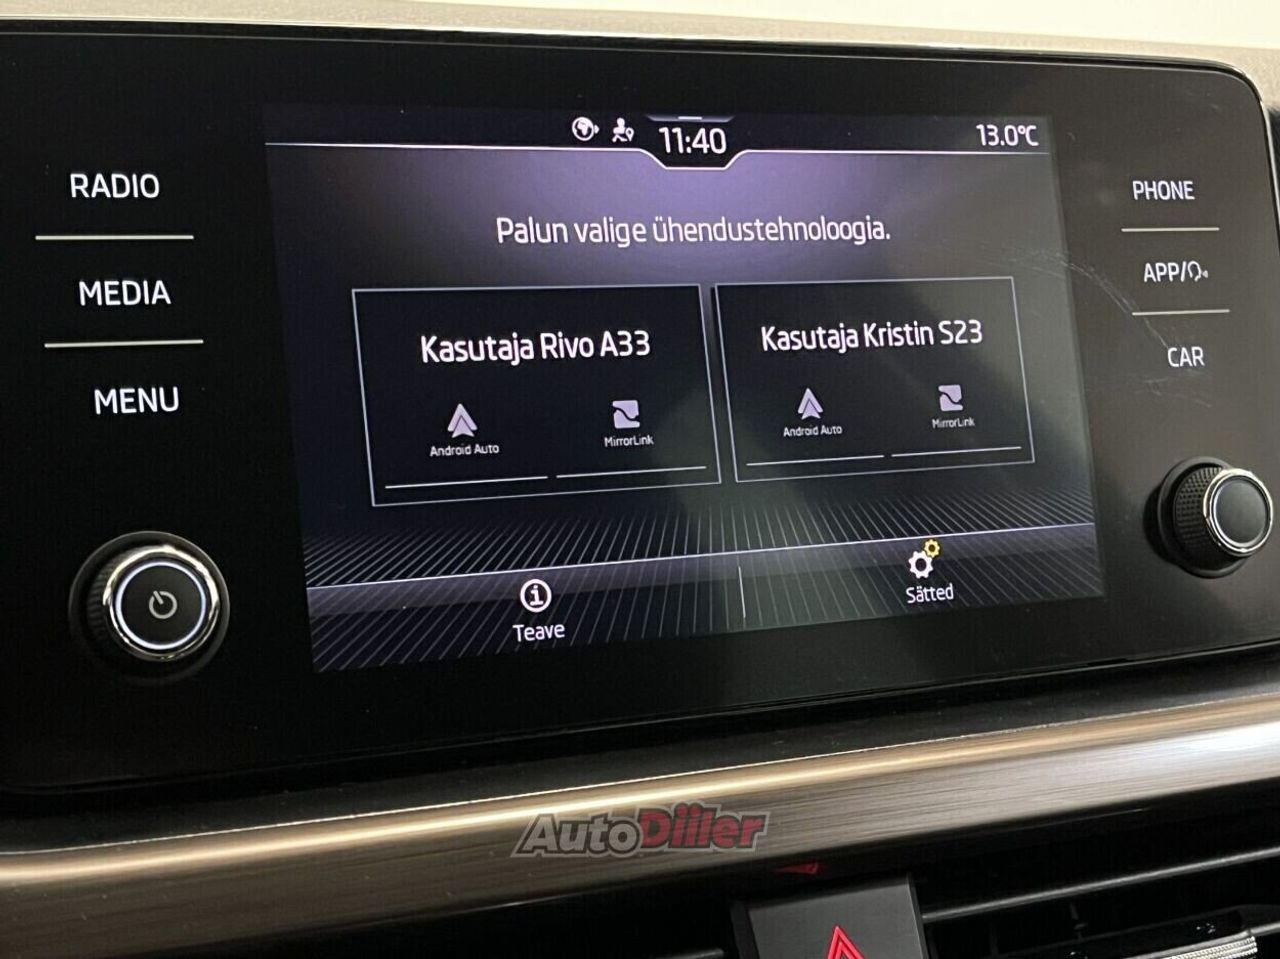 11:40
13.0°C
RADIO
MEDIA
MENU
PHONE
APP/
CAR
Palun valige ühendustehnoloogia.
Kasutaja Rivo A33
Android Auto
MirrorLink
Kasutaja Kristin S23
Android Auto
MirrorLink
Teave
Sätted
AutoDiiler